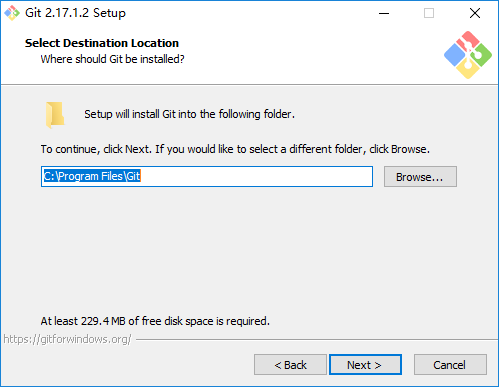 Git 2.17.1.2 Setup
Select Destination Location
Where should Git be installed?
Setup will install Git into the following folder.
To continue, click Next. If you would like to select a different folder, click Browse.
C:\Program Files\Git
Browse...
At least 229.4 MB of free disk space is required.
https://gitforwindows.org/
< Back
Next >
Cancel